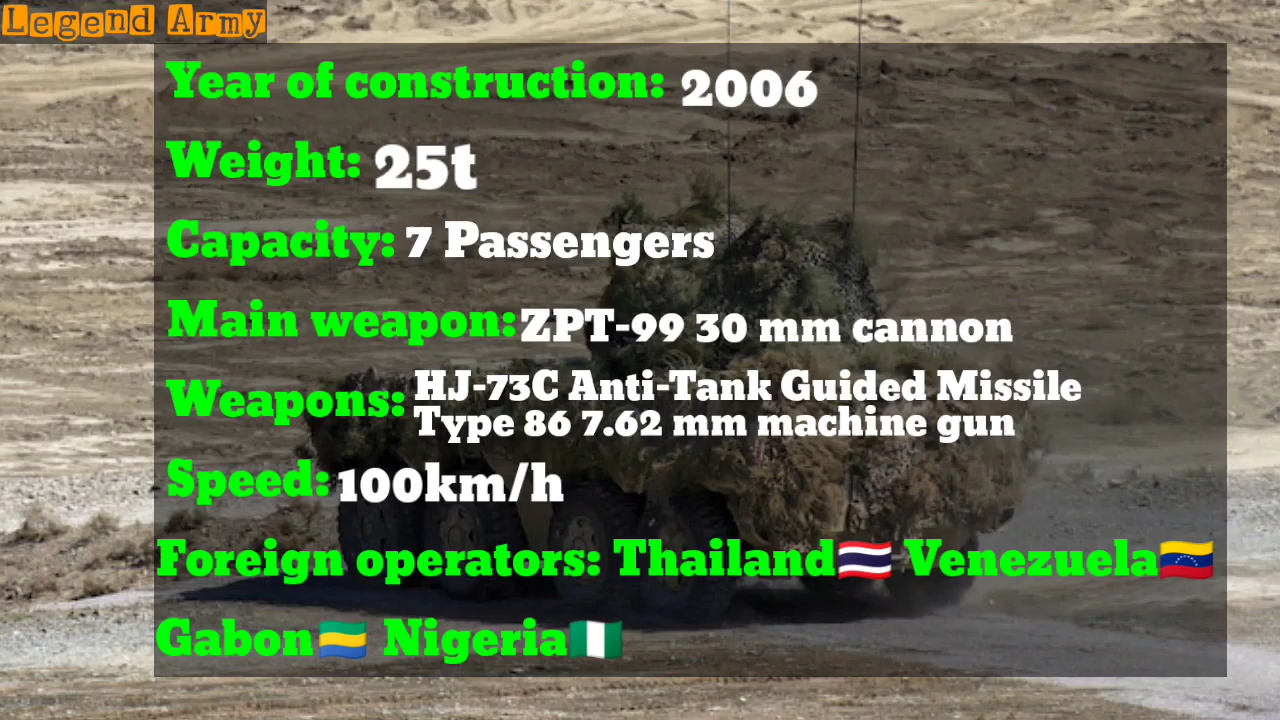 Legend Army
Year of construction: 2006
Weight: 25t
Capacity: 7 Passengers
Main weapon: ZPT-99 30 mm cannon
Weapons: HJ-73C Anti-Tank Guided Missile
Type 86 7.62 mm machine gun
Speed: 100km/h
Foreign operators: Thailand🇹🇭 Venezuela🇻🇪
Gabon🇬🇦 Nigeria🇳🇬